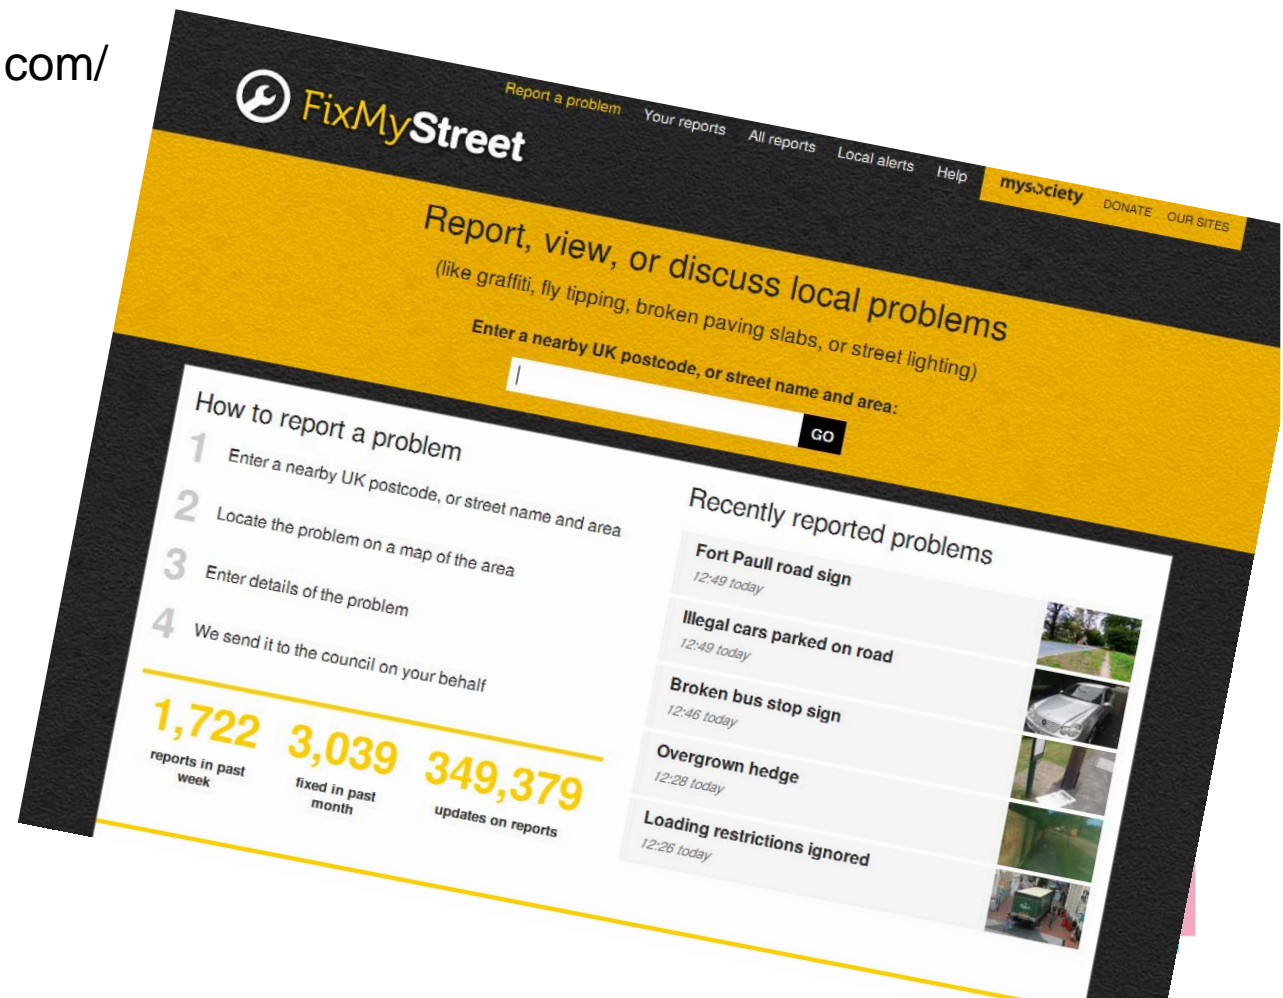 com/
FixMyStreet
Report a problem Your reports All reports Local alerts Help
mysociety DONATE OUR SITES
Report, view, or discuss local problems
(like graffiti, fly tipping, broken paving slabs, or street lighting)
Enter a nearby UK postcode, or street name and area:
GO
How to report a problem
1 Enter a nearby UK postcode, or street name and area
2 Locate the problem on a map of the area
3 Enter details of the problem
4 We send it to the council on your behalf
1,722 3,039 349,379
reports in past week
fixed in past month
updates on reports
Recently reported problems
Fort Paull road sign
12:49 today
Illegal cars parked on road
12:49 today
Broken bus stop sign
12:46 today
Overgrown hedge
12:28 today
Loading restrictions ignored
12:26 today